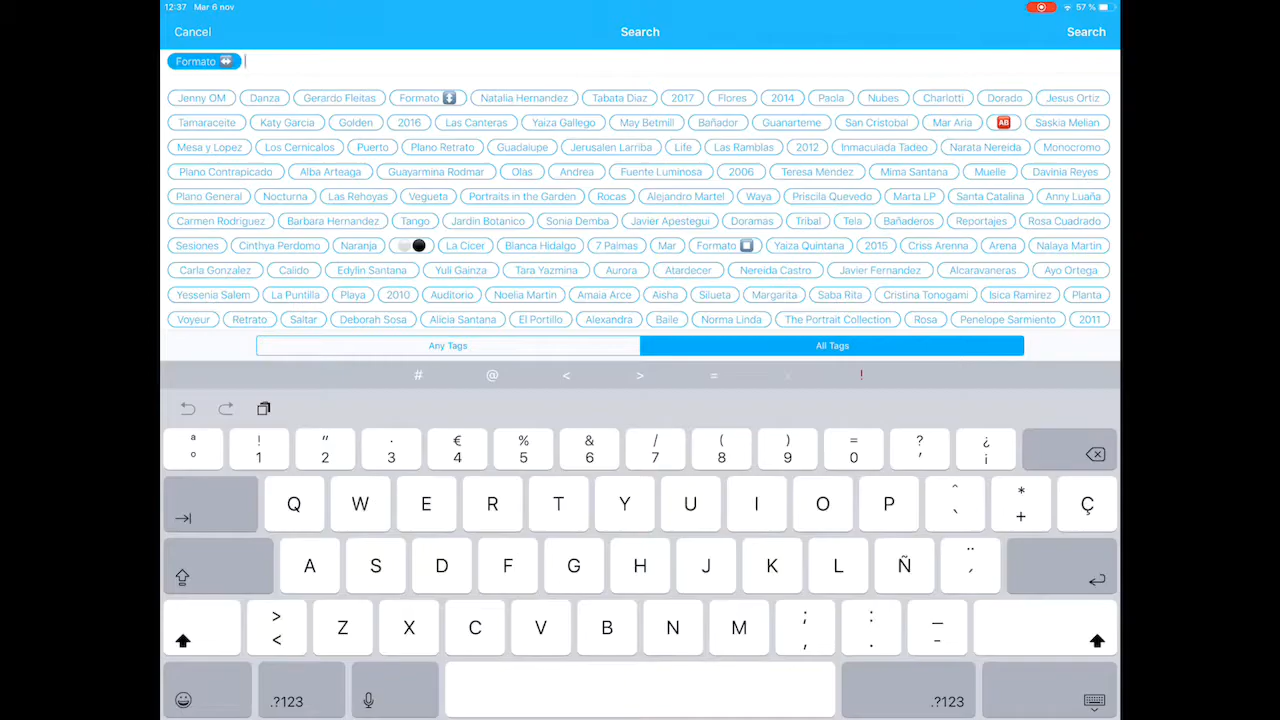 12:37 Mar 6 nov 57 %
Cancel Search Search
Formato ↔️
Jenny OM Danza Gerardo Fleitas Formato ↕️ Natalia Hernandez Tabata Diaz 2017 Flores 2014 Paola Nubes Charlotti Dorado Jesus Ortiz
Tamaraceite Katy Garcia Golden 2016 Las Canteras Yaiza Gallego May Betmill Bañador Guanarteme San Cristobal Mar Aria 🆎 Saskia Melian
Mesa y Lopez Los Cernicalos Puerto Plano Retrato Guadalupe Jerusalen Larriba Life Las Ramblas 2012 Inmaculada Tadeo Narata Nereida Monocromo
Plano Contrapicado Alba Arteaga Guayarmina Rodmar Olas Andrea Fuente Luminosa 2006 Teresa Mendez Mima Santana Muelle Davinia Reyes
Plano General Nocturna Las Rehoyas Vegueta Portraits in the Garden Rocas Alejandro Martel Waya Priscila Quevedo Marta LP Santa Catalina Anny Luaña
Carmen Rodriguez Barbara Hernandez Tango Jardin Botanico Sonia Demba Javier Apestegui Doramas Tribal Tela Bañaderos Reportajes Rosa Cuadrado
Sesiones Cinthya Perdomo Naranja ⚪⚫ La Cicer Blanca Hidalgo 7 Palmas Mar Formato ⏹️ Yaiza Quintana 2015 Criss Arenna Arena Nalaya Martin
Carla Gonzalez Calido Edylin Santana Yuli Gainza Tara Yazmina Aurora Atardecer Nereida Castro Javier Fernandez Alcaravaneras Ayo Ortega
Yessenia Salem La Puntilla Playa 2010 Auditorio Noelia Martin Amaia Arce Aisha Silueta Margarita Saba Rita Cristina Tonogami Isica Ramirez Planta
Voyeur Retrato Saltar Deborah Sosa Alicia Santana El Portillo Alexandra Baile Norma Linda The Portrait Collection Rosa Penelope Sarmiento 2011
Any Tags All Tags
# @ < > = × !
ª ! " · € % & / ( ) = ? ¿
º 1 2 3 4 5 6 7 8 9 0 ' ¡
Q W E R T Y U I O P ^ ` * + Ç
A S D F G H J K L Ñ ¨ ´
> < Z X C V B N M ; , : . _ -
.?123 .?123